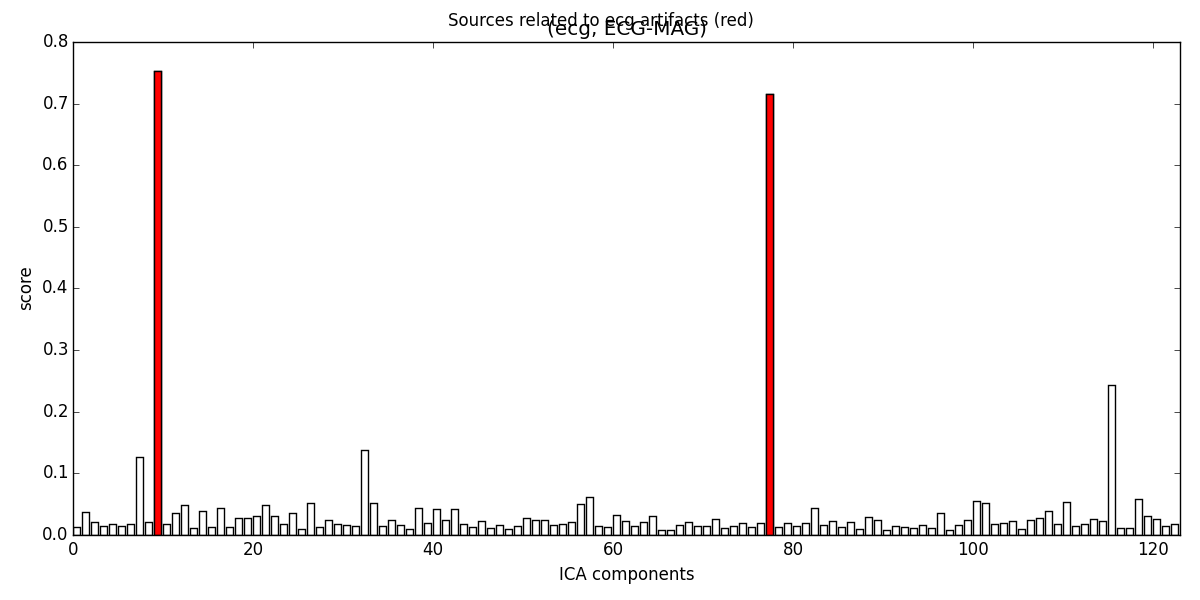 Sources related to ecg artifacts (red)
(ecg, ECG-MAG)
0.8
0.7
0.6
0.5
0.4
0.3
0.2
0.1
0.0
score
0 20 40 60 80 100 120
ICA components